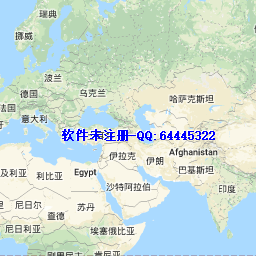 瑞典
挪威
波兰
德国
乌克兰
法国
哈萨克斯坦
意大利
软件未注册-QQ:64445322
伊拉克
伊朗
Afghanistan
及利亚
利比亚
Egypt
巴基斯坦
沙特阿拉伯
印度
尼日尔
苏丹
乍得
尼日利亚
埃塞俄比亚
肯尼亚